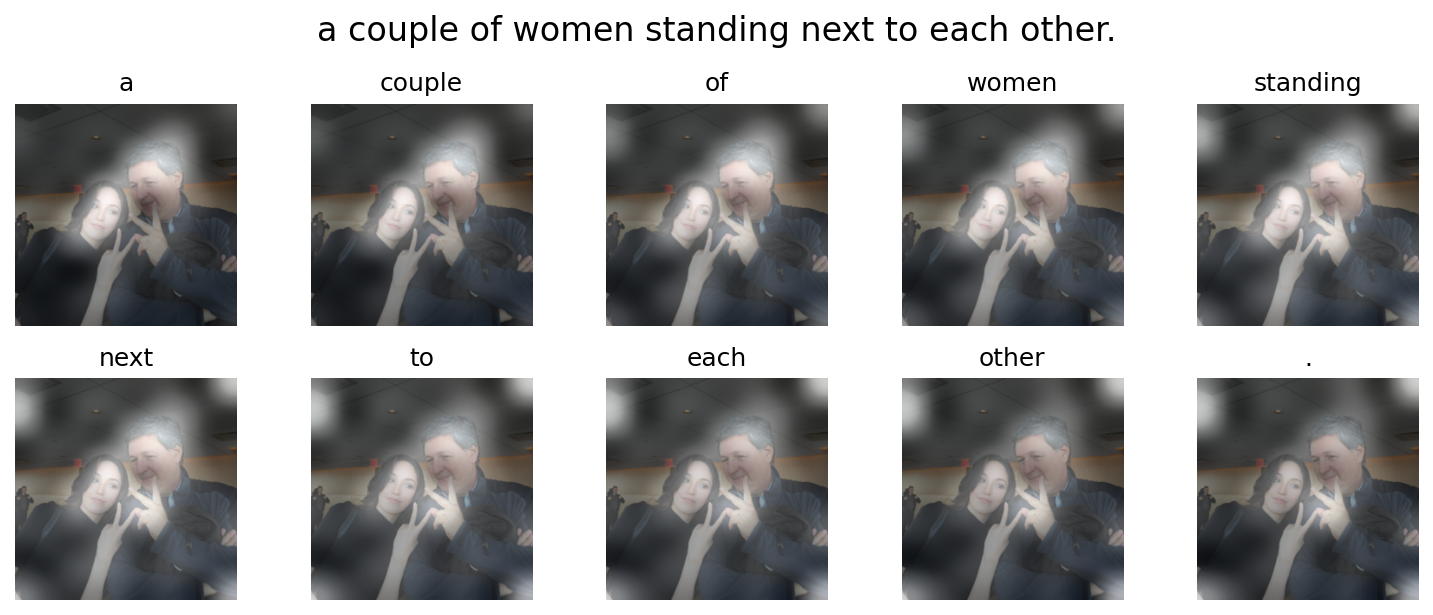 a couple of women standing next to each other.
a couple of women standing
next to each other .